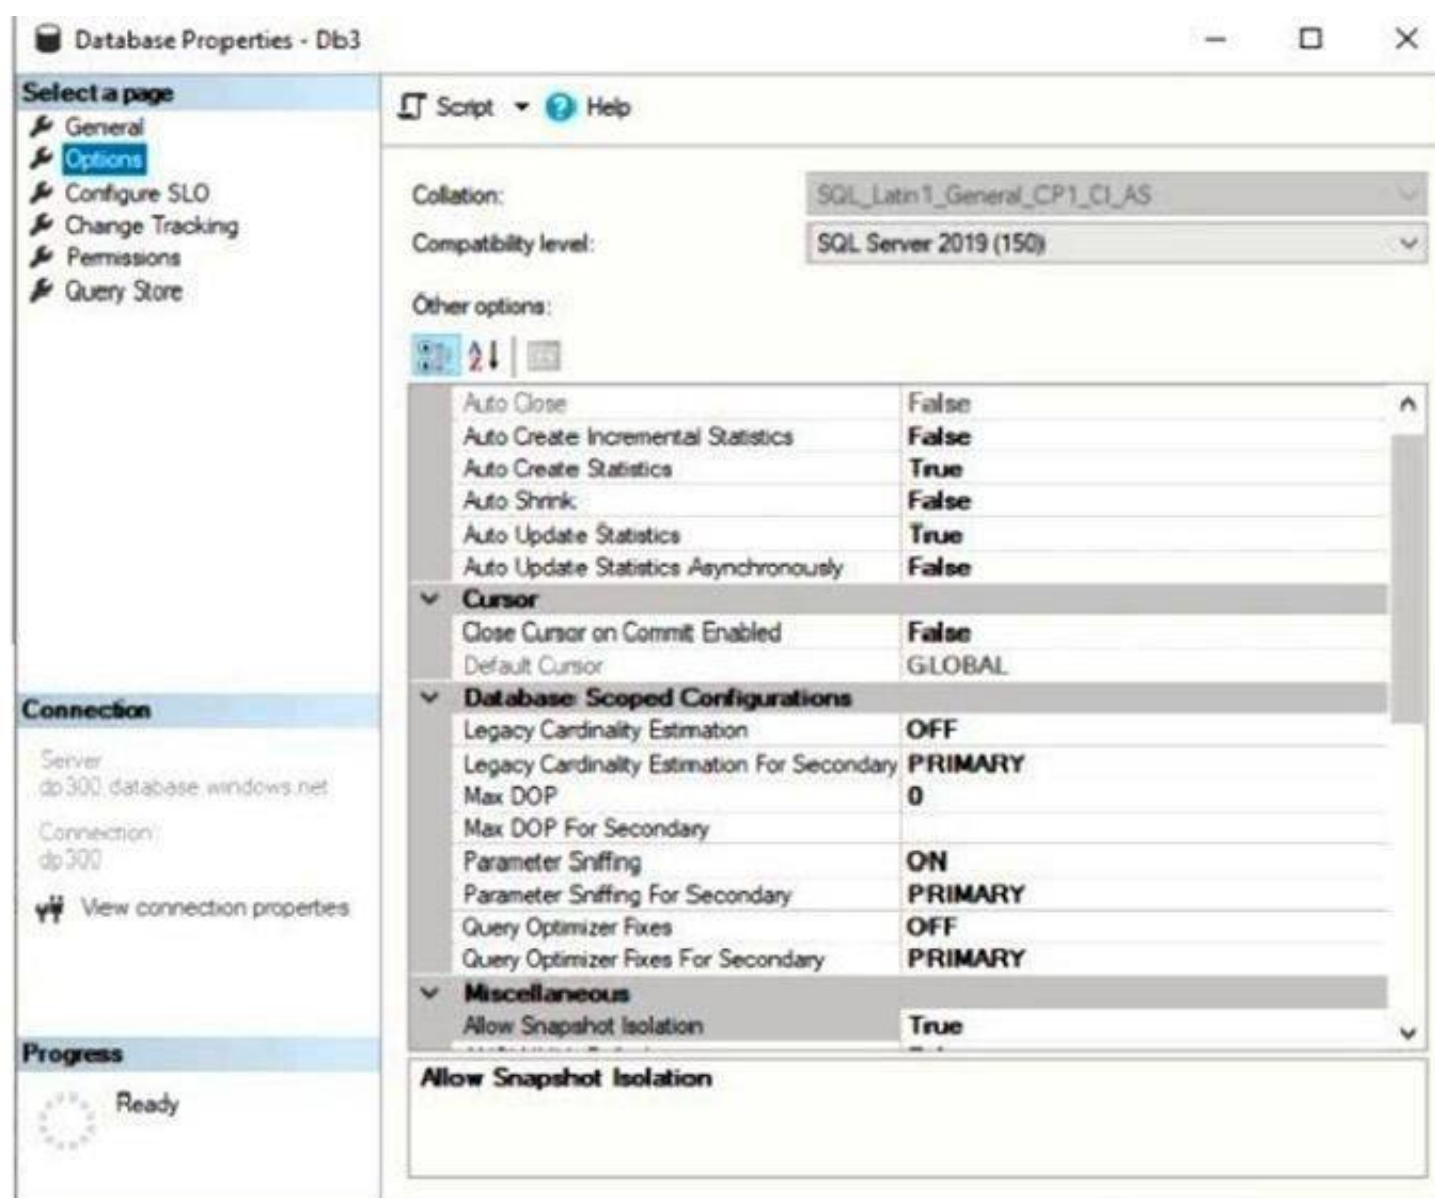 Database Properties - Db3
Select a page
General
Options
Configure SLO
Change Tracking
Permissions
Query Store
Script
Help
Collation: SQL_Latin1_General_CP1_CI_AS
Compatibility level: SQL Server 2019 (150)
Other options:
Auto Close False
Auto Create Incremental Statistics False
Auto Create Statistics True
Auto Shrink False
Auto Update Statistics True
Auto Update Statistics Asynchronously False
Cursor
Close Cursor on Commit Enabled False
Default Cursor GLOBAL
Database Scoped Configurations
Legacy Cardinality Estimation OFF
Legacy Cardinality Estimation For Secondary PRIMARY
Max DOP 0
Max DOP For Secondary
Parameter Sniffing ON
Parameter Sniffing For Secondary PRIMARY
Query Optimizer Fixes OFF
Query Optimizer Fixes For Secondary PRIMARY
Miscellaneous
Allow Snapshot Isolation True
Allow Snapshot Isolation
Connection
Server:
dp300.database.windows.net
Connection:
dp300
View connection properties
Progress
Ready